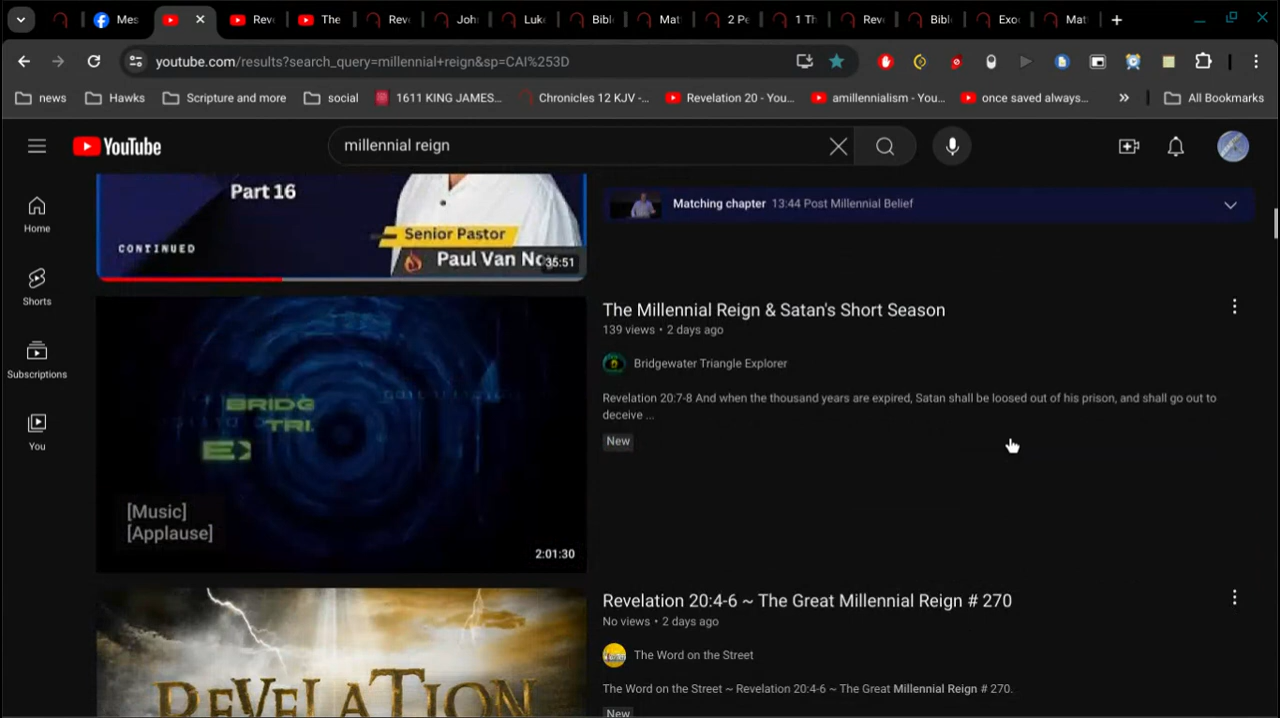 Mes
Reve
The
Reve
Joh
Luke
Bible
Mat
2 Pe
1 Th
Rev
Bibl
Exo
Mat
youtube.com/results?search_query=millennial+reign&sp=CAI%253D
news
Hawks
Scripture and more
social
1611 KING JAMES...
Chronicles 12 KJV -...
Revelation 20 - You...
amillennialism - You...
once saved always...
»
All Bookmarks
YouTube
millennial reign
Home
Shorts
Subscriptions
You
Part 16
CONTINUED
Senior Pastor
Paul Van No
35:51
Matching chapter 13:44 Post Millennial Belief
The Millennial Reign & Satan's Short Season
139 views • 2 days ago
Bridgewater Triangle Explorer
Revelation 20:7-8 And when the thousand years are expired, Satan shall be loosed out of his prison, and shall go out to
deceive ...
New
BRIDG
TRI.
EX
[Music]
[Applause]
2:01:30
Revelation 20:4-6 ~ The Great Millennial Reign # 270
No views • 2 days ago
The Word on the Street
The Word on the Street ~ Revelation 20:4-6 ~ The Great Millennial Reign # 270.
New
REVELATION